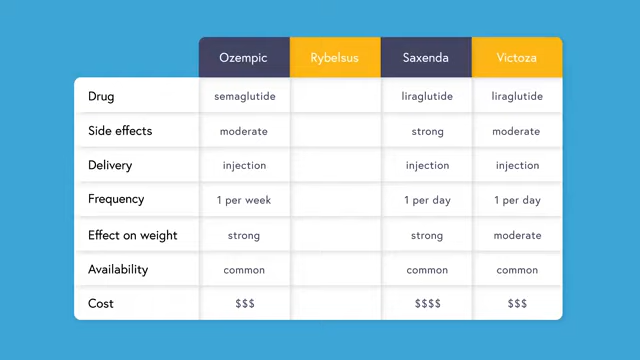 Ozempic Rybelsus Saxenda Victoza
Drug semaglutide liraglutide liraglutide
Side effects moderate strong moderate
Delivery injection injection injection
Frequency 1 per week 1 per day 1 per day
Effect on weight strong strong moderate
Availability common common common
Cost $$$ $$$$ $$$